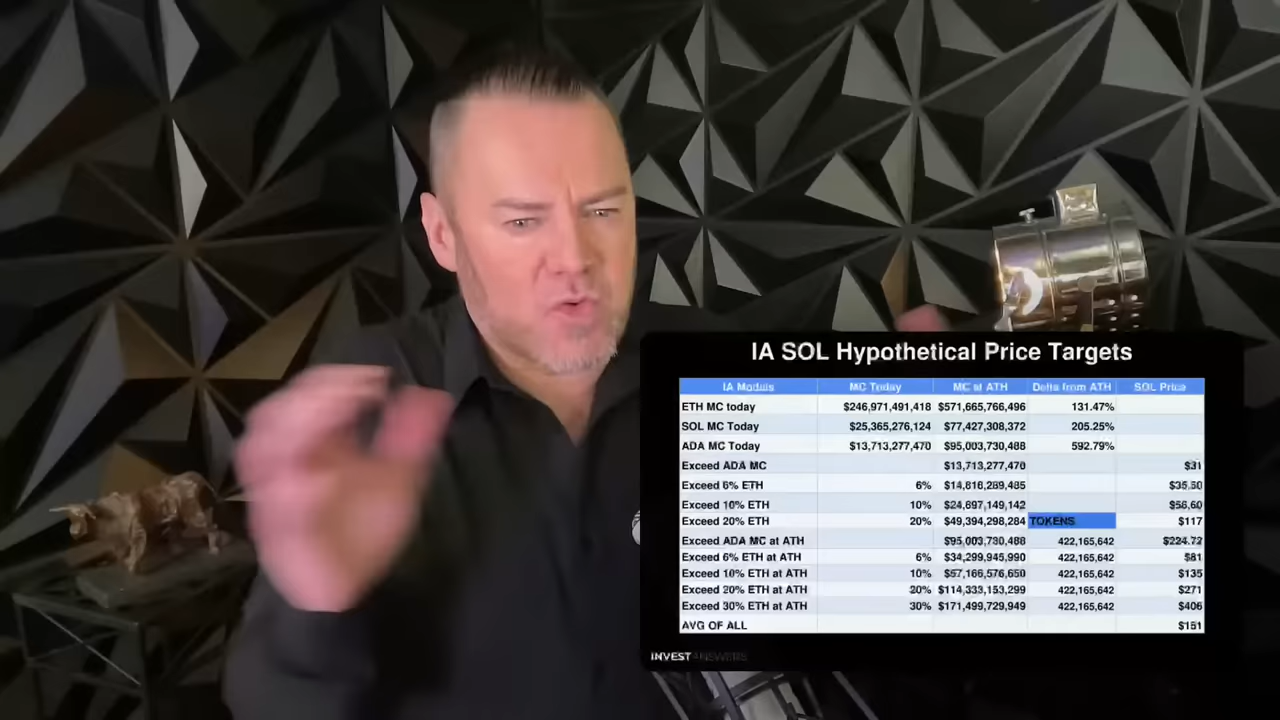 IA SOL Hypothetical Price Targets
IA Models MC Today MC at ATH Delta from ATH SOL Price
ETH MC today $246,971,491,418 $571,665,766,496 131.47%
SOL MC Today $25,365,276,124 $77,427,308,372 205.25%
ADA MC Today $13,713,277,470 $95,003,730,488 592.79%
Exceed ADA MC $13,713,277,470 $31
Exceed 6% ETH 6% $14,818,289,485 $35.50
Exceed 10% ETH 10% $24,697,149,142 $56.60
Exceed 20% ETH 20% $49,394,298,284 TOKENS $117
Exceed ADA MC at ATH $95,003,730,488 422,165,642 $224.72
Exceed 6% ETH at ATH 6% $34,299,945,990 422,165,642 $81
Exceed 10% ETH at ATH 10% $57,166,576,650 422,165,642 $135
Exceed 20% ETH at ATH 20% $114,333,153,299 422,165,642 $271
Exceed 30% ETH at ATH 30% $171,499,729,949 422,165,642 $406
AVG OF ALL $151
INVESTANSWERS